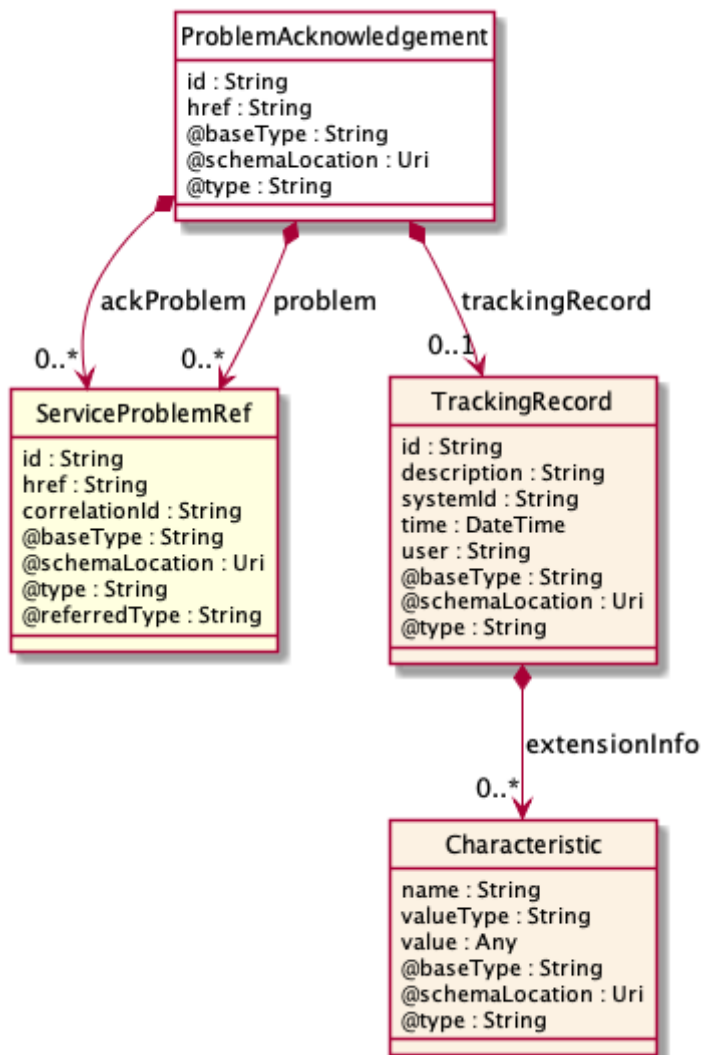 ProblemAcknowledgement
id : String
href : String
@baseType : String
@schemaLocation : Uri
@type : String
ackProblem
problem
trackingRecord
0..*
0..*
0..1
ServiceProblemRef
id : String
href : String
correlationId : String
@baseType : String
@schemaLocation : Uri
@type : String
@referredType : String
TrackingRecord
id : String
description : String
systemId : String
time : DateTime
user : String
@baseType : String
@schemaLocation : Uri
@type : String
extensionInfo
0..*
Characteristic
name : String
valueType : String
value : Any
@baseType : String
@schemaLocation : Uri
@type : String